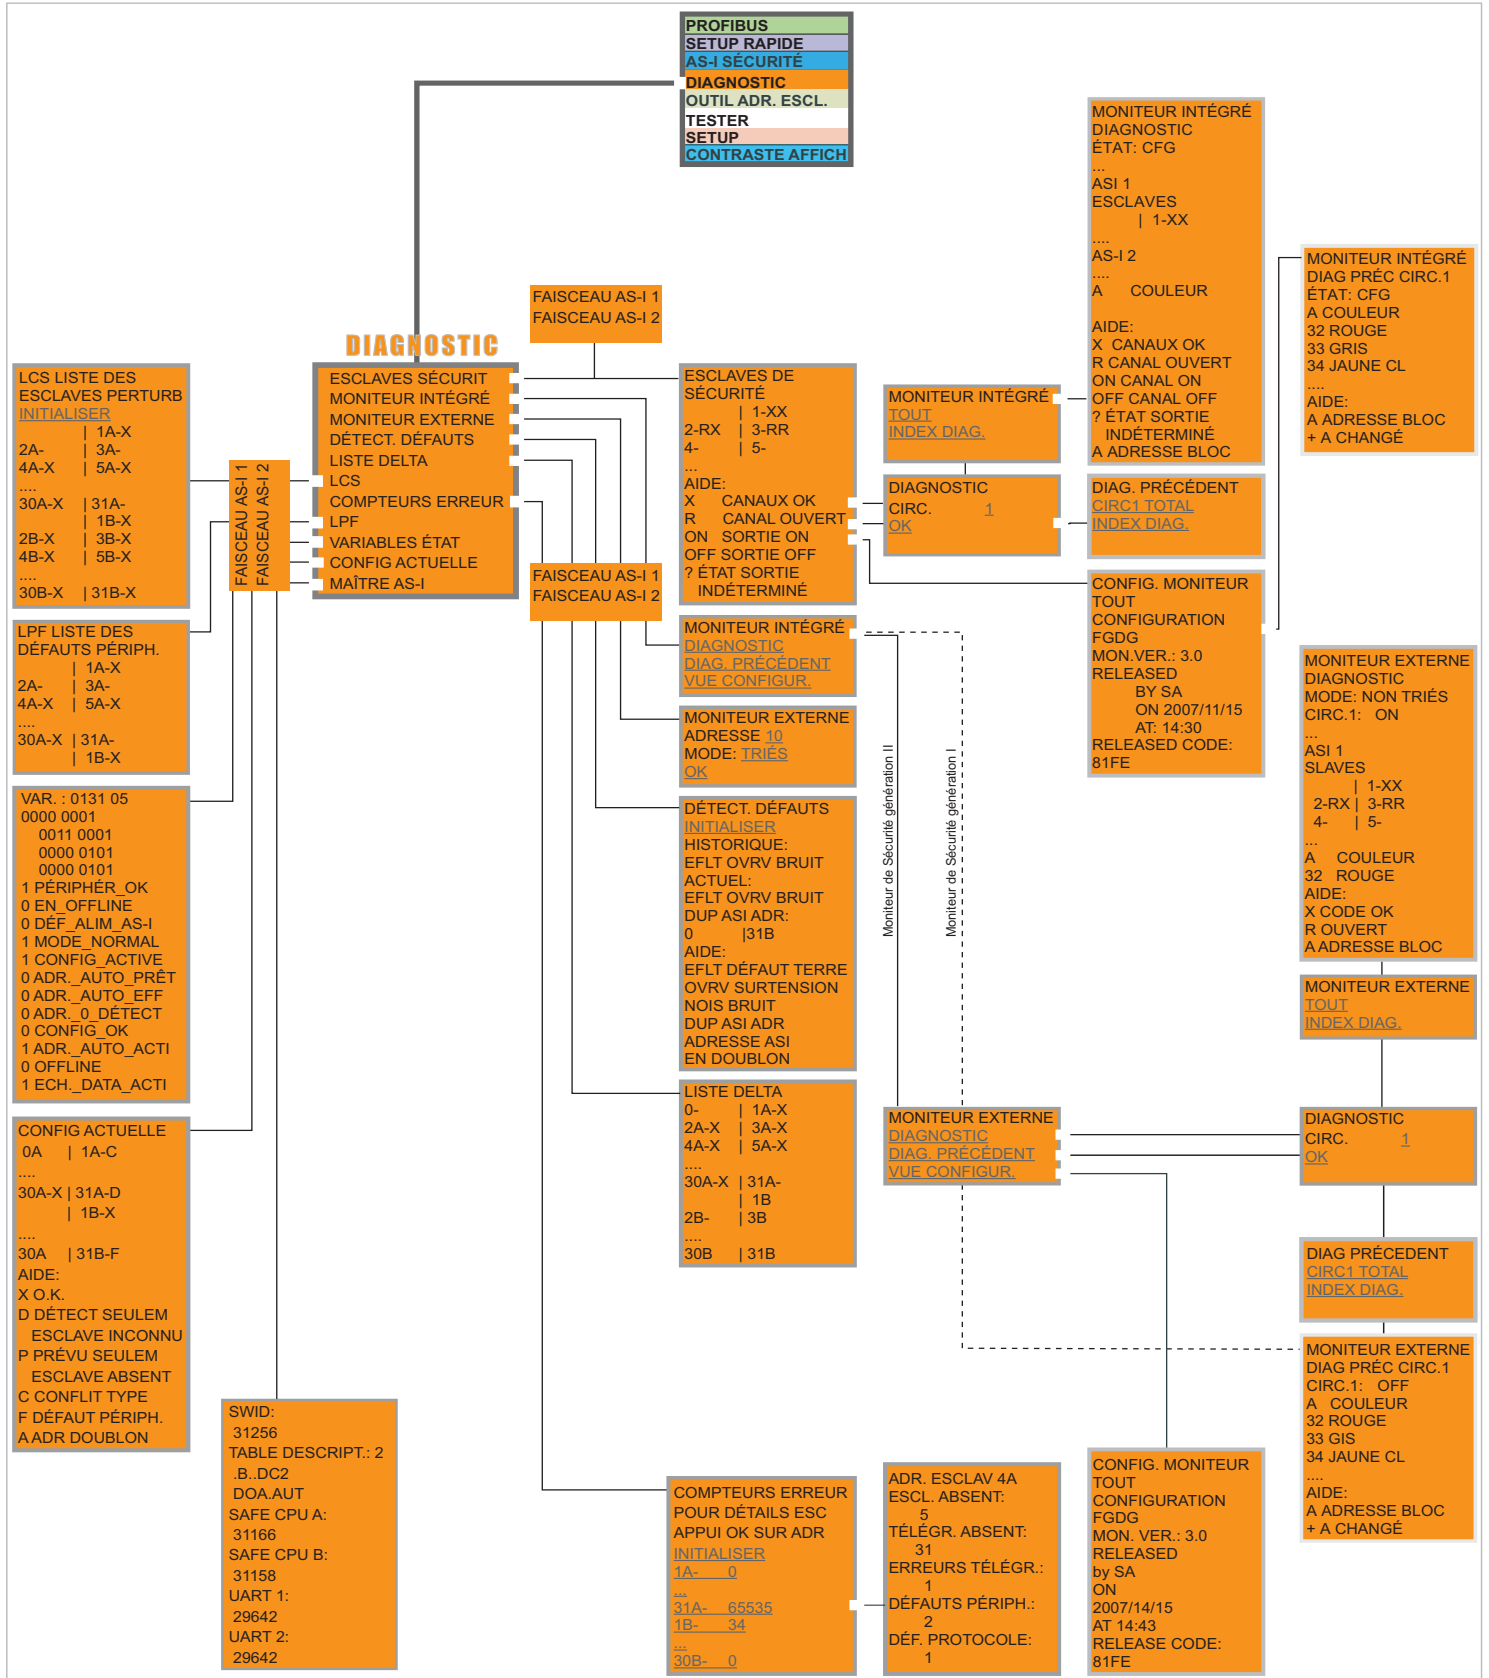 PROFIBUS
SETUP RAPIDE
AS-I SÉCURITÉ
DIAGNOSTIC
OUTIL ADR. ESCL.
TESTER
SETUP
CONTRASTE AFFICH
DIAGNOSTIC
ESCLAVES SÉCURIT
MONITEUR INTÉGRÉ
MONITEUR EXTERNE
DÉTECT. DÉFAUTS
LISTE DELTA
LCS
COMPTEURS ERREUR
LPF
VARIABLES ÉTAT
CONFIG ACTUELLE
MAÎTRE AS-I
FAISCEAU AS-I 1
FAISCEAU AS-I 2
LCS LISTE DES
ESCLAVES PERTURB
INITIALISER
| 1A-X
2A- | 3A-
4A-X | 5A-X
....
30A-X | 31A-
| 1B-X
2B-X | 3B-X
4B-X | 5B-X
....
30B-X | 31B-X
LPF LISTE DES
DÉFAUTS PÉRIPH.
| 1A-X
2A- | 3A-
4A-X | 5A-X
....
30A-X | 31A-
| 1B-X
VAR. : 0131 05
0000 0001
0011 0001
0000 0101
0000 0101
1 PÉRIPHÉR_OK
0 EN_OFFLINE
0 DÉF_ALIM_AS-I
1 MODE_NORMAL
1 CONFIG_ACTIVE
0 ADR._AUTO_PRÊT
0 ADR._AUTO_EFF
0 ADR._0_DÉTECT
0 CONFIG_OK
1 ADR._AUTO_ACTI
0 OFFLINE
1 ECH._DATA_ACTI
CONFIG ACTUELLE
0A | 1A-C
....
30A-X | 31A-D
| 1B-X
....
30A | 31B-F
AIDE:
X O.K.
D DÉTECT SEULEM
ESCLAVE INCONNU
P PRÉVU SEULEM
ESCLAVE ABSENT
C CONFLIT TYPE
F DÉFAUT PÉRIPH.
A ADR DOUBLON
SWID:
31256
TABLE DESCRIPT.: 2
.B..DC2
DOA.AUT
SAFE CPU A:
31166
SAFE CPU B:
31158
UART 1:
29642
UART 2:
29642
FAISCEAU AS-I 1
FAISCEAU AS-I 2
FAISCEAU AS-I 1
FAISCEAU AS-I 2
ESCLAVES DE
SÉCURITÉ
| 1-XX
2-RX | 3-RR
4- | 5-
...
AIDE:
X CANAUX OK
R CANAL OUVERT
ON SORTIE ON
OFF SORTIE OFF
? ÉTAT SORTIE
INDÉTERMINÉ
MONITEUR INTÉGRÉ
DIAGNOSTIC
DIAG. PRÉCÉDENT
VUE CONFIGUR.
MONITEUR EXTERNE
ADRESSE 10
MODE: TRIÉS
OK
DÉTECT. DÉFAUTS
INITIALISER
HISTORIQUE:
EFLT OVRV BRUIT
ACTUEL:
EFLT OVRV BRUIT
DUP ASI ADR:
0 |31B
AIDE:
EFLT DÉFAUT TERRE
OVRV SURTENSION
NOIS BRUIT
DUP ASI ADR
ADRESSE ASI
EN DOUBLON
LISTE DELTA
0- | 1A-X
2A-X | 3A-X
4A-X | 5A-X
....
30A-X | 31A-
| 1B
2B- | 3B
....
30B | 31B
COMPTEURS ERREUR
POUR DÉTAILS ESC
APPUI OK SUR ADR
INITIALISER
1A- 0
...
31A- 65535
1B- 34
...
30B- 0
ADR. ESCLAV 4A
ESCL. ABSENT:
5
TÉLÉGR. ABSENT:
31
ERREURS TÉLÉGR.:
1
DÉFAUTS PÉRIPH.:
2
DÉF. PROTOCOLE:
1
MONITEUR INTÉGRÉ
TOUT
INDEX DIAG.
DIAGNOSTIC
CIRC. 1
OK
Moniteur de Sécurité génération II
Moniteur de Sécurité génération I
MONITEUR EXTERNE
DIAGNOSTIC
DIAG. PRÉCÉDENT
VUE CONFIGUR.
MONITEUR INTÉGRÉ
DIAGNOSTIC
ÉTAT: CFG
...
ASI 1
ESCLAVES
| 1-XX
....
AS-I 2
....
A COULEUR
AIDE:
X CANAUX OK
R CANAL OUVERT
ON CANAL ON
OFF CANAL OFF
? ÉTAT SORTIE
INDÉTERMINÉ
A ADRESSE BLOC
DIAG. PRÉCÉDENT
CIRC1 TOTAL
INDEX DIAG.
CONFIG. MONITEUR
TOUT
CONFIGURATION
FGDG
MON.VER.: 3.0
RELEASED
BY SA
ON 2007/11/15
AT: 14:30
RELEASED CODE:
81FE
MONITEUR INTÉGRÉ
DIAG PRÉC CIRC.1
ÉTAT: CFG
A COULEUR
32 ROUGE
33 GRIS
34 JAUNE CL
....
AIDE:
A ADRESSE BLOC
+ A CHANGÉ
MONITEUR EXTERNE
DIAGNOSTIC
MODE: NON TRIÉS
CIRC.1: ON
...
ASI 1
SLAVES
| 1-XX
2-RX | 3-RR
4- | 5-
...
A COULEUR
32 ROUGE
AIDE:
X CODE OK
R OUVERT
A ADRESSE BLOC
MONITEUR EXTERNE
TOUT
INDEX DIAG.
DIAGNOSTIC
CIRC. 1
OK
DIAG PRÉCEDENT
CIRC1 TOTAL
INDEX DIAG.
MONITEUR EXTERNE
DIAG PRÉC CIRC.1
CIRC.1: OFF
A COULEUR
32 ROUGE
33 GIS
34 JAUNE CL
....
AIDE:
A ADRESSE BLOC
+ A CHANGÉ
CONFIG. MONITEUR
TOUT
CONFIGURATION
FGDG
MON. VER.: 3.0
RELEASED
by SA
ON
2007/14/15
AT 14:43
RELEASE CODE:
81FE